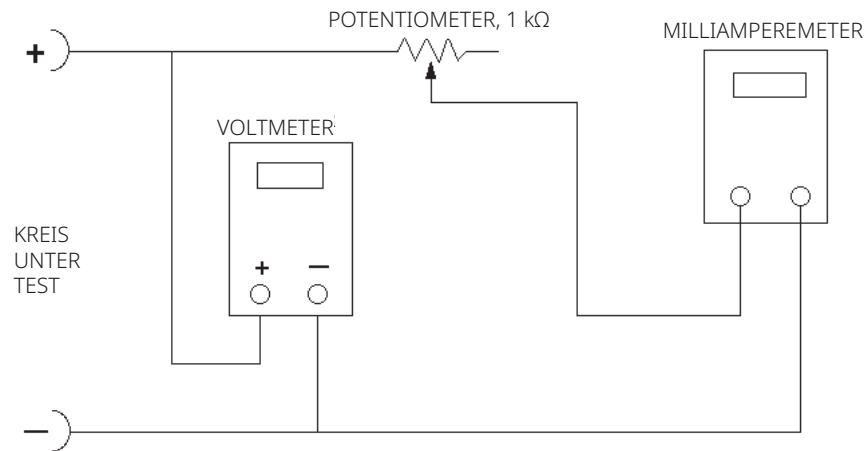 POTENTIOMETER, 1 kΩ
MILLIAMPEREMETER
+
VOLTMETER
KREIS
UNTER
TEST
+ −
−